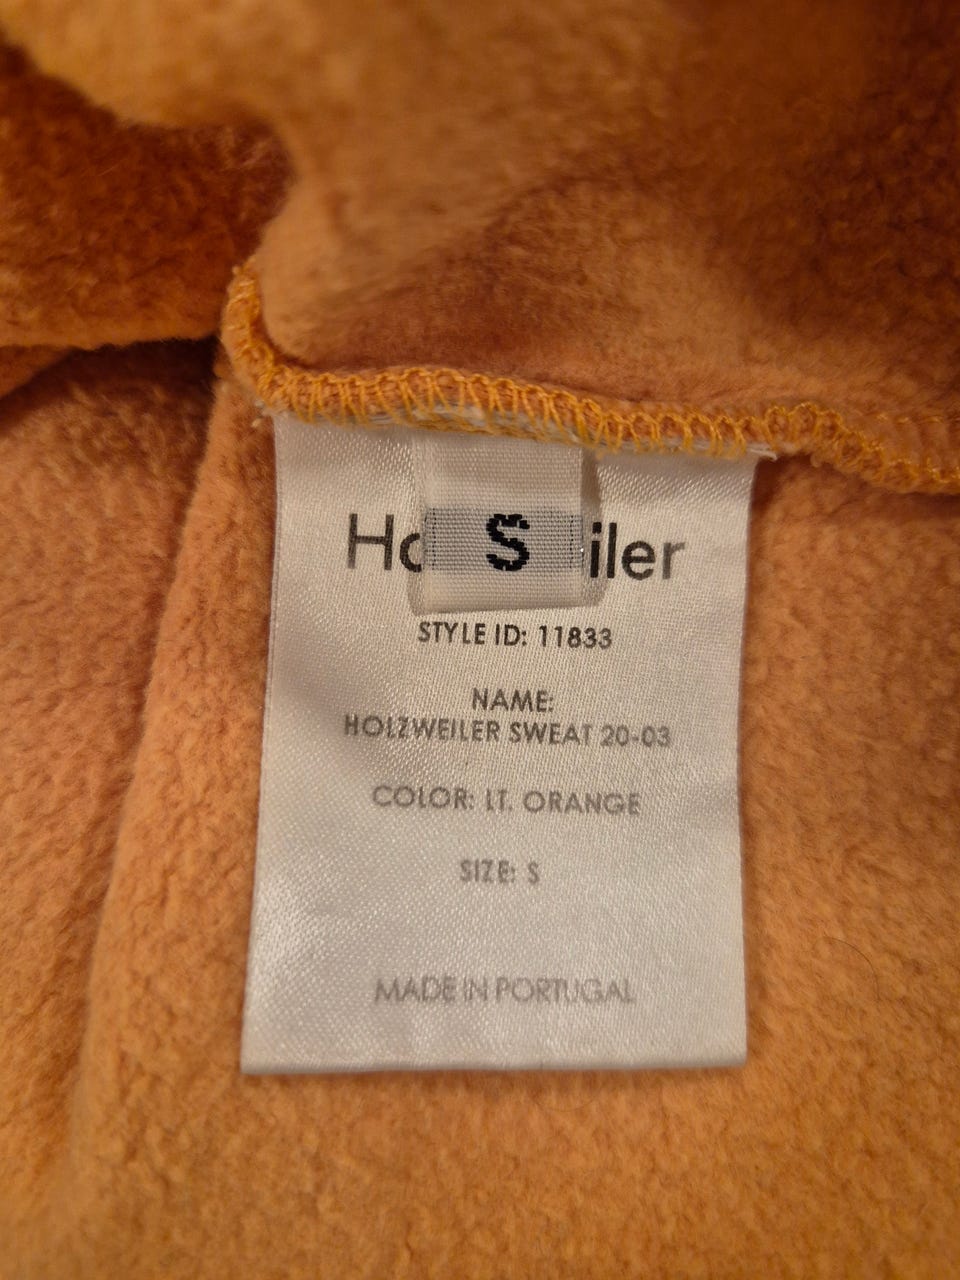 Ho iler
S
STYLE ID: 11833
NAME:
HOLZWEILER SWEAT 20-03
COLOR: LT. ORANGE
SIZE: S
MADE IN PORTUGAL